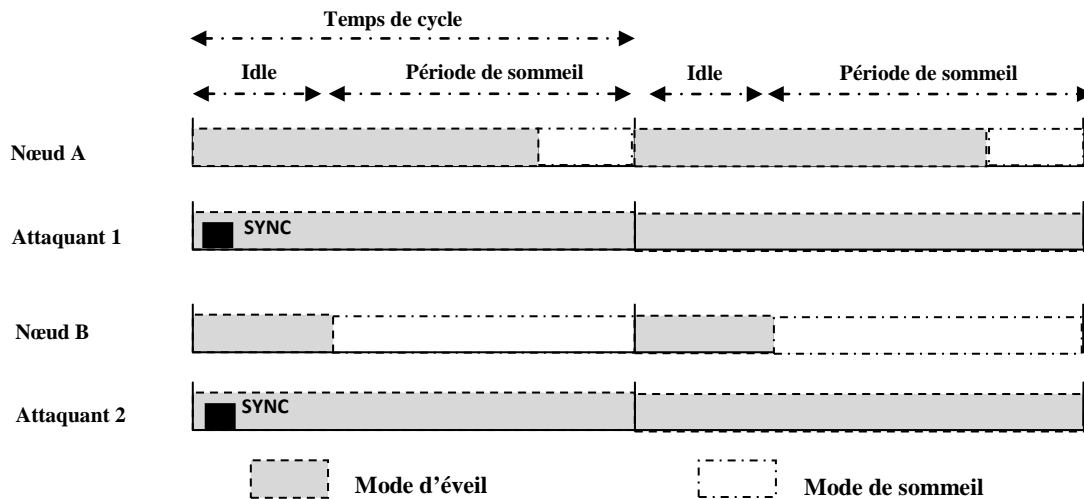 Temps de cycle
Idle Période de sommeil Idle Période de sommeil
Nœud A
Attaquant 1 SYNC
Nœud B
Attaquant 2 SYNC
Mode d'éveil Mode de sommeil